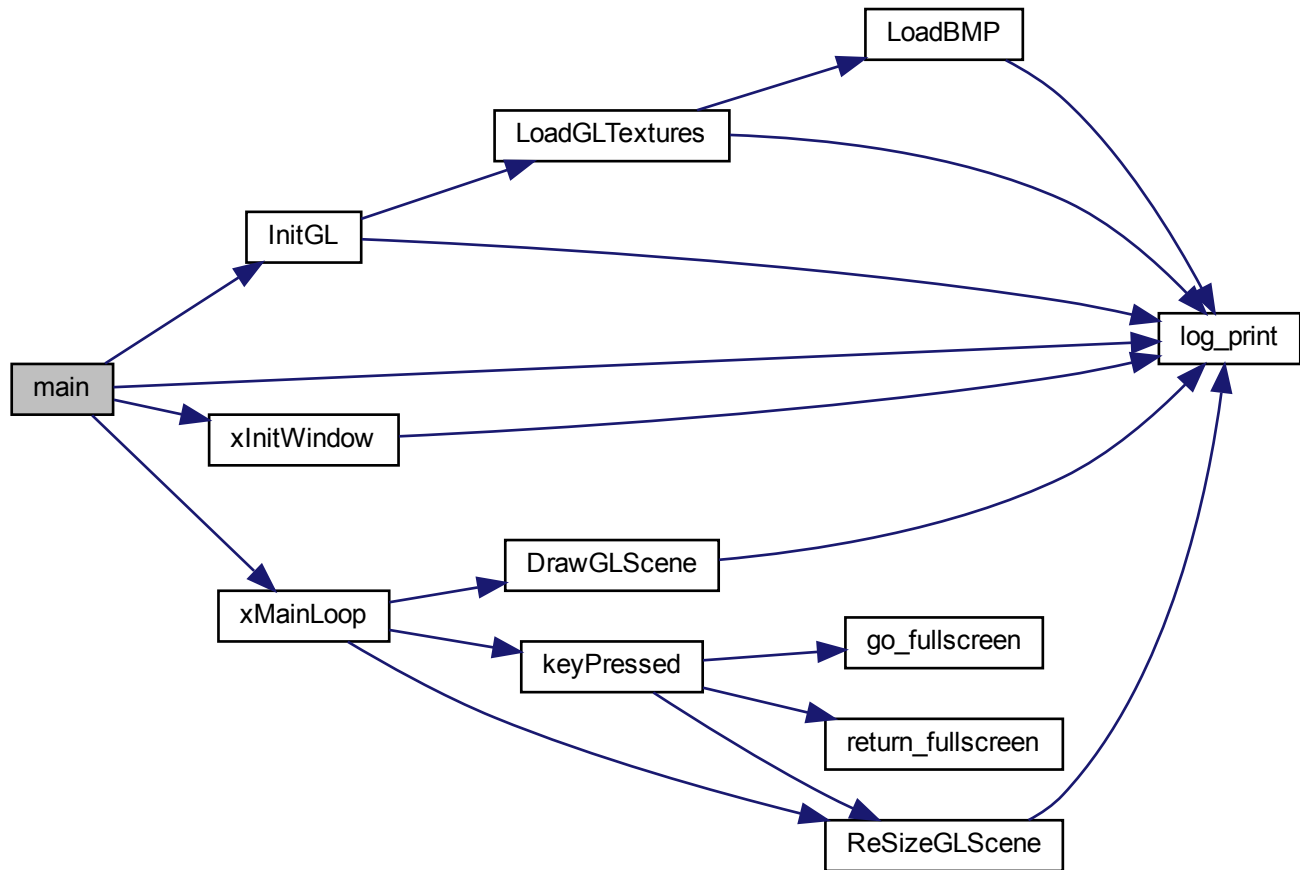 LoadBMP
LoadGLTextures
InitGL
log_print
main
xInitWindow
DrawGLScene
xMainLoop
go_fullscreen
keyPressed
return_fullscreen
ReSizeGLScene